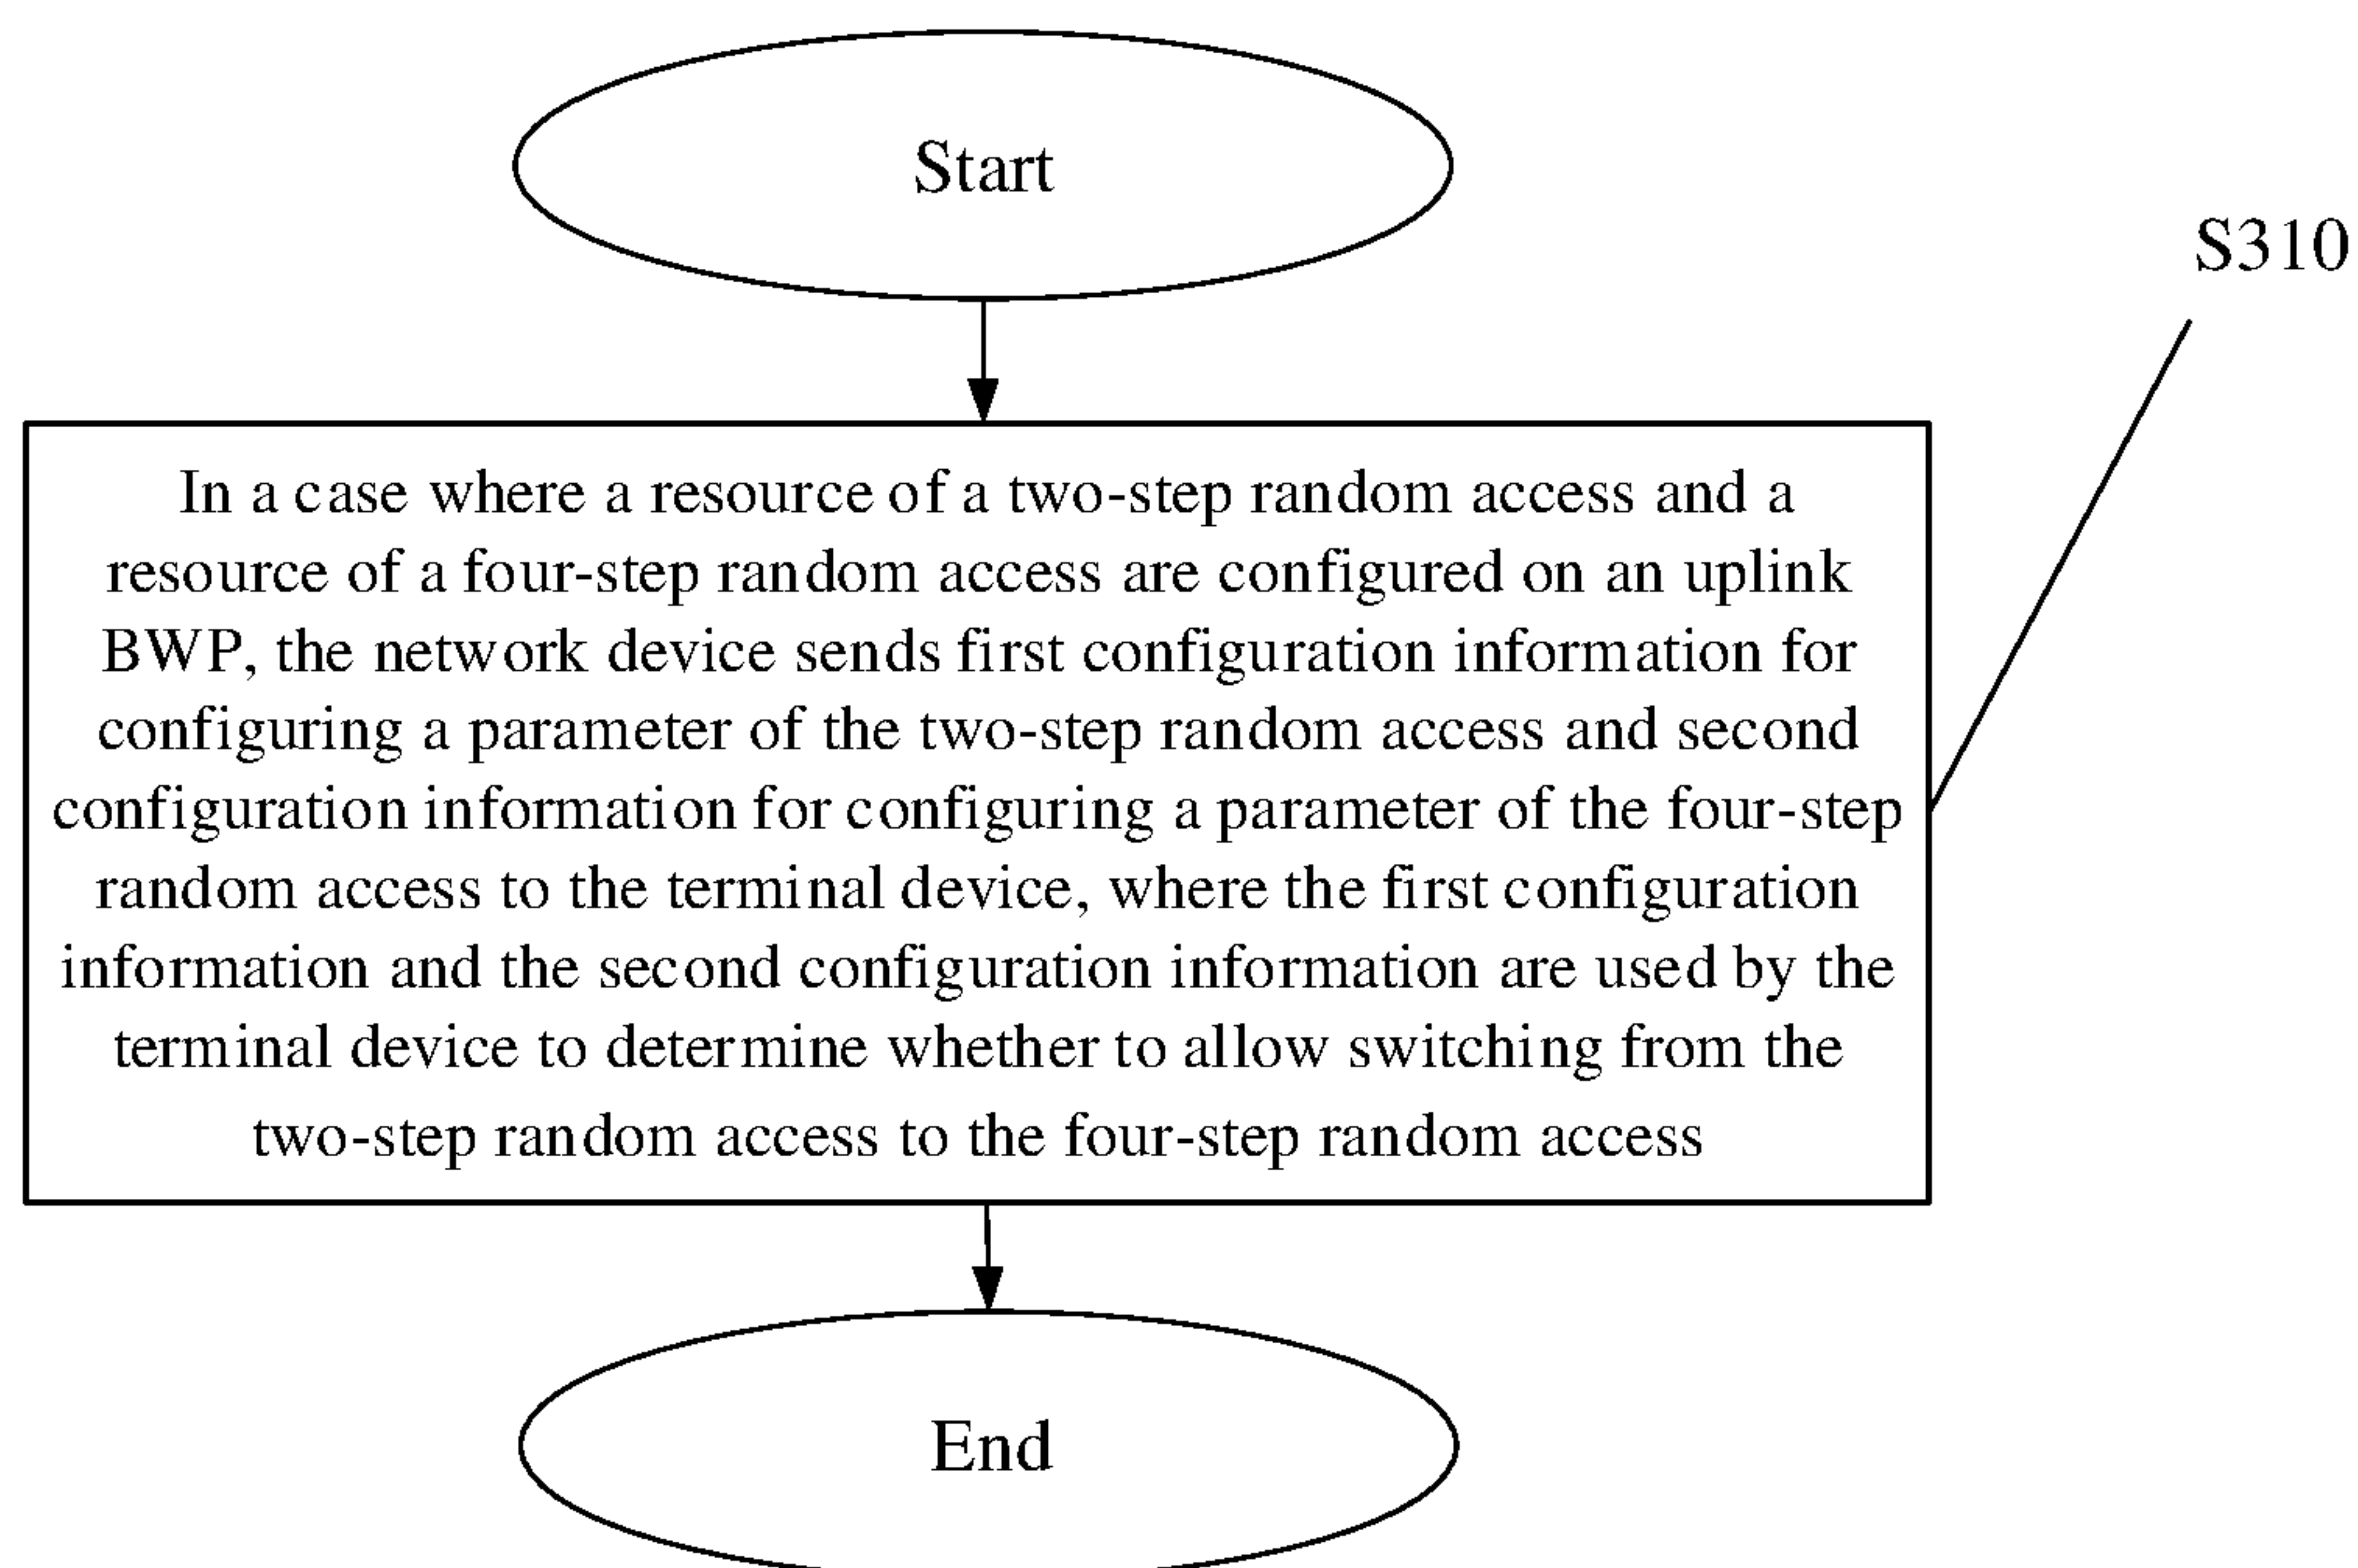 Start
S310
In a case where a resource of a two-step random access and a
resource of a four-step random access are configured on an uplink
BWP, the network device sends first configuration information for
configuring a parameter of the two-step random access and second
configuration information for configuring a parameter of the four-step
random access to the terminal device, where the first configuration
information and the second configuration information are used by the
terminal device to determine whether to allow switching from the
two-step random access to the four-step random access
End